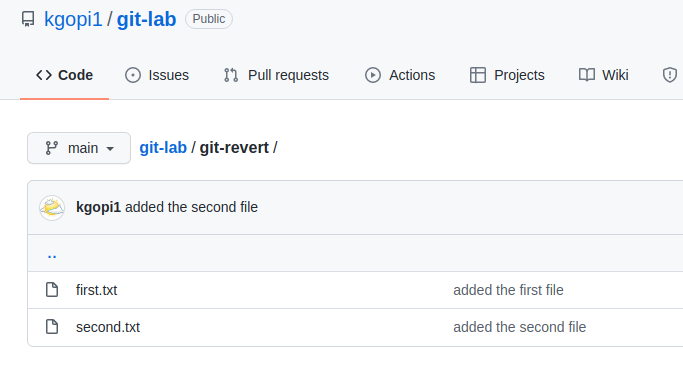 kgopi1 / git-lab Public
Code Issues Pull requests Actions Projects Wiki
main git-lab / git-revert /
kgopi1 added the second file
..
first.txt added the first file
second.txt added the second file